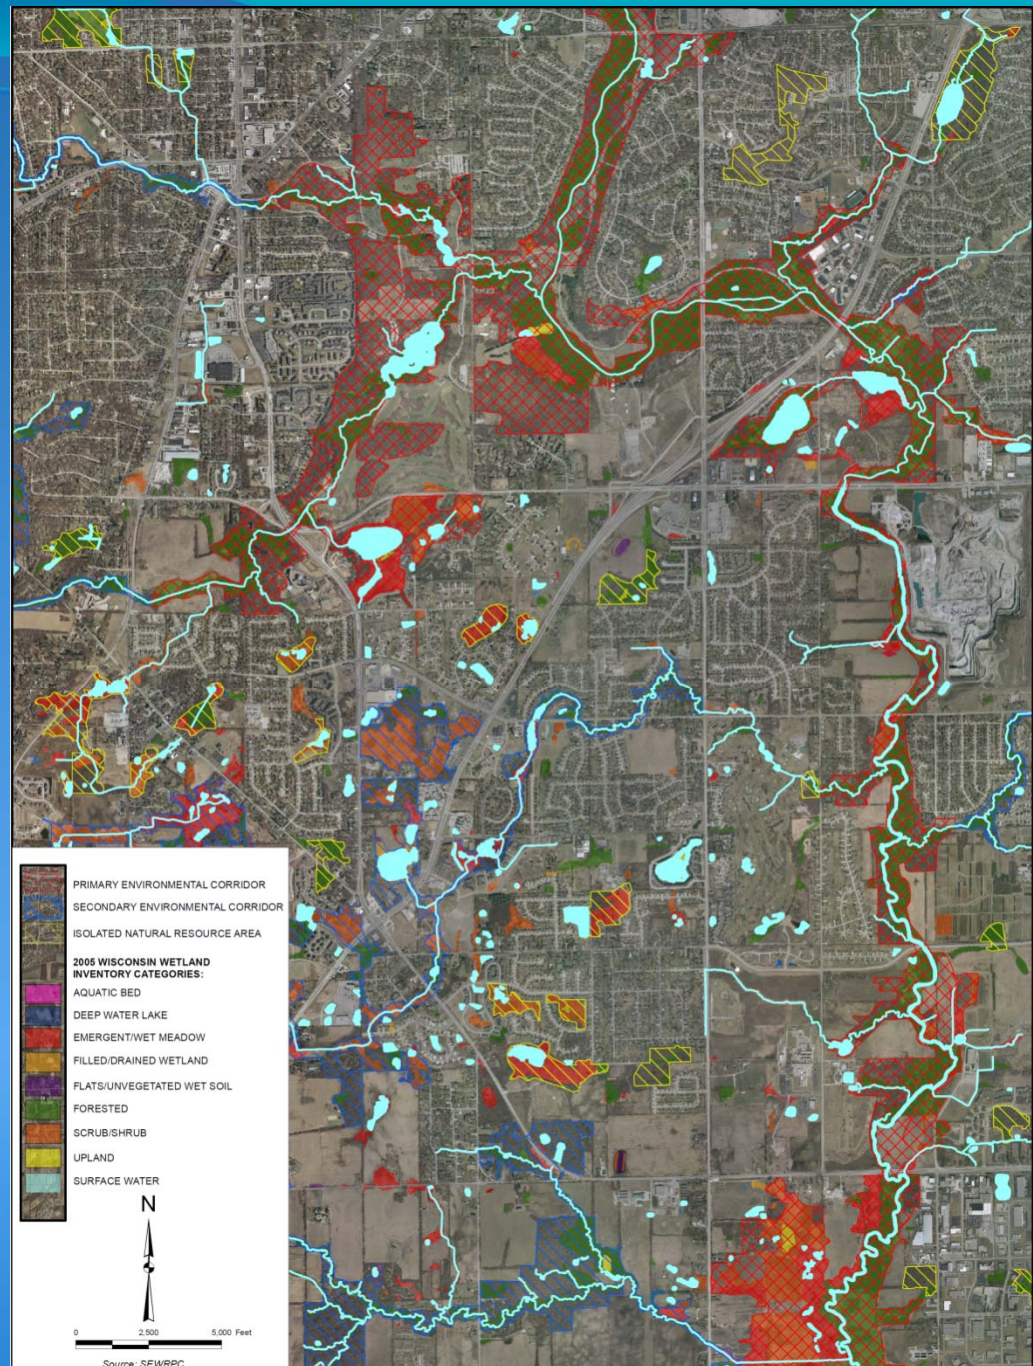 PRIMARY ENVIRONMENTAL CORRIDOR
SECONDARY ENVIRONMENTAL CORRIDOR
ISOLATED NATURAL RESOURCE AREA
2005 WISCONSIN WETLAND
INVENTORY CATEGORIES:
AQUATIC BED
DEEP WATER LAKE
EMERGENT/WET MEADOW
FILLED/DRAINED WETLAND
FLATS/UNVEGETATED WET SOIL
FORESTED
SCRUB/SHRUB
UPLAND
SURFACE WATER
N
0 2,500 5,000 Feet
Source: SEWRPC